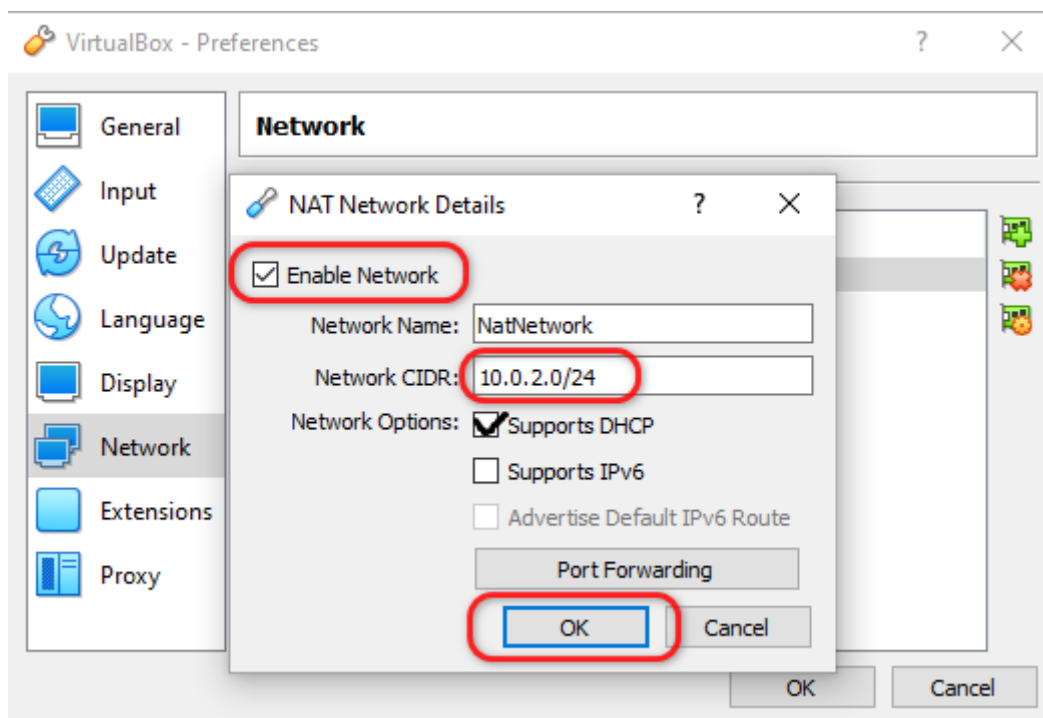 VirtualBox - Preferences ? ×
General
Input
Update
Language
Display
Network
Extensions
Proxy
Network
NAT Network Details ? ×
Enable Network
Network Name: NatNetwork
Network CIDR: 10.0.2.0/24
Network Options: Supports DHCP
Supports IPv6
Advertise Default IPv6 Route
Port Forwarding
OK Cancel
OK Cancel